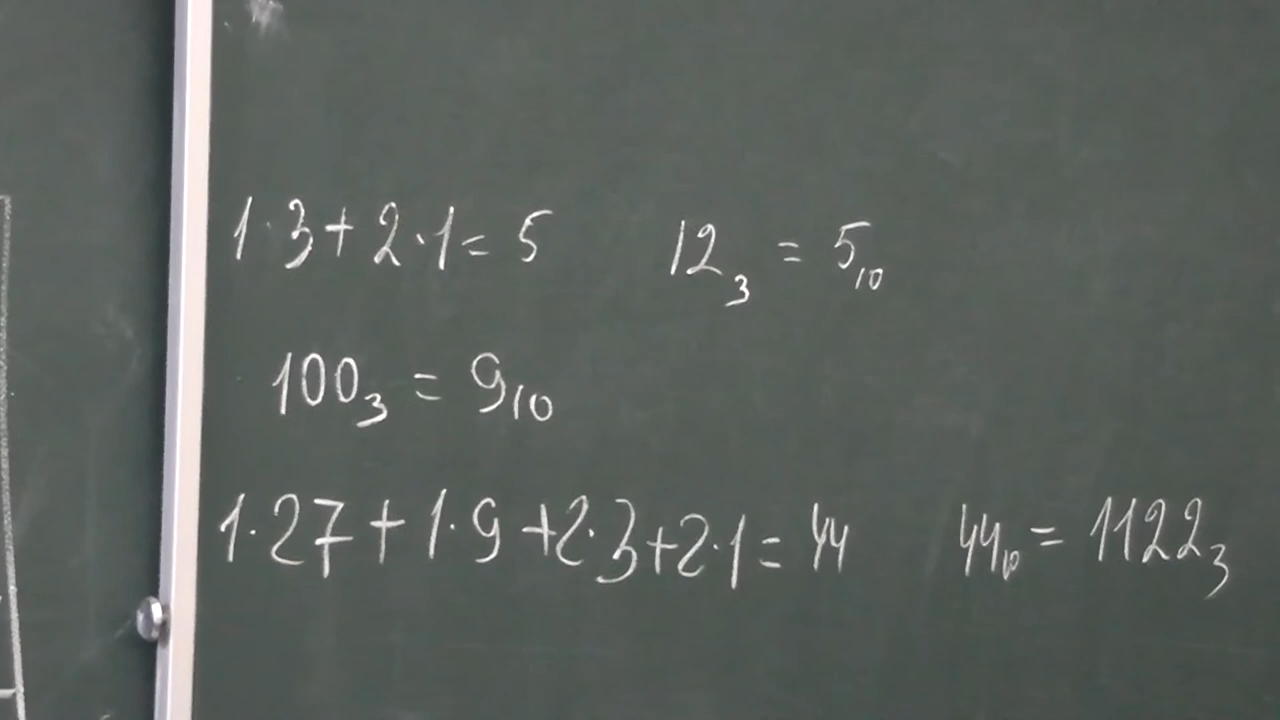 1·3+2·1=5 12₃ = 5₁₀
100₃ = 9₁₀
1·27+1·9+2·3+2·1=44 44₁₀ = 1122₃